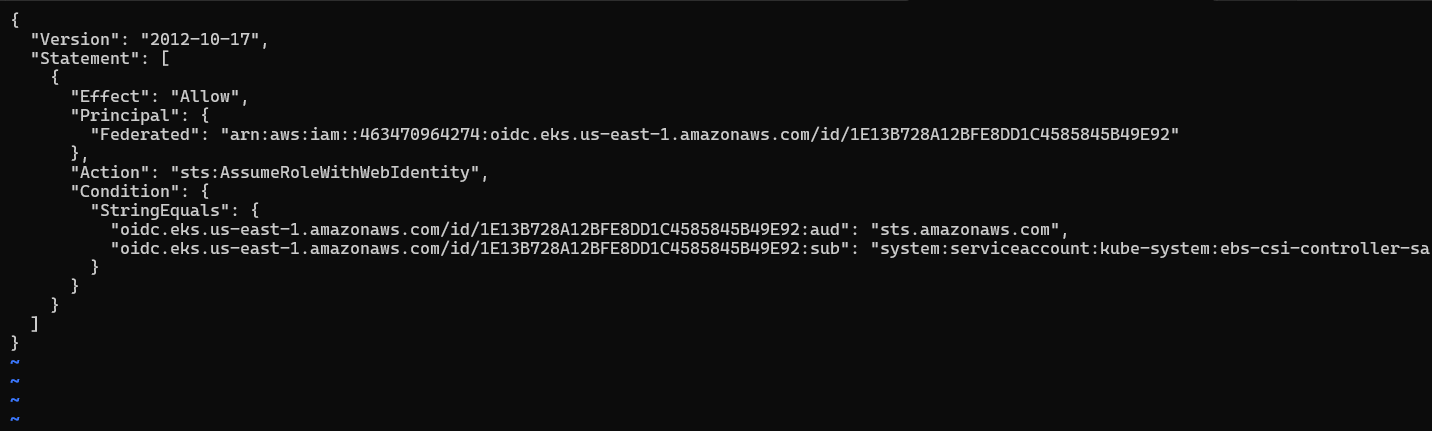 {
  "Version": "2012-10-17",
  "Statement": [
    {
      "Effect": "Allow",
      "Principal": {
        "Federated": "arn:aws:iam::463470964274:oidc.eks.us-east-1.amazonaws.com/id/1E13B728A12BFE8DD1C4585845B49E92"
      },
      "Action": "sts:AssumeRoleWithWebIdentity",
      "Condition": {
        "StringEquals": {
          "oidc.eks.us-east-1.amazonaws.com/id/1E13B728A12BFE8DD1C4585845B49E92:aud": "sts.amazonaws.com",
          "oidc.eks.us-east-1.amazonaws.com/id/1E13B728A12BFE8DD1C4585845B49E92:sub": "system:serviceaccount:kube-system:ebs-csi-controller-sa
        }
      }
    }
  ]
}
~
~
~
~